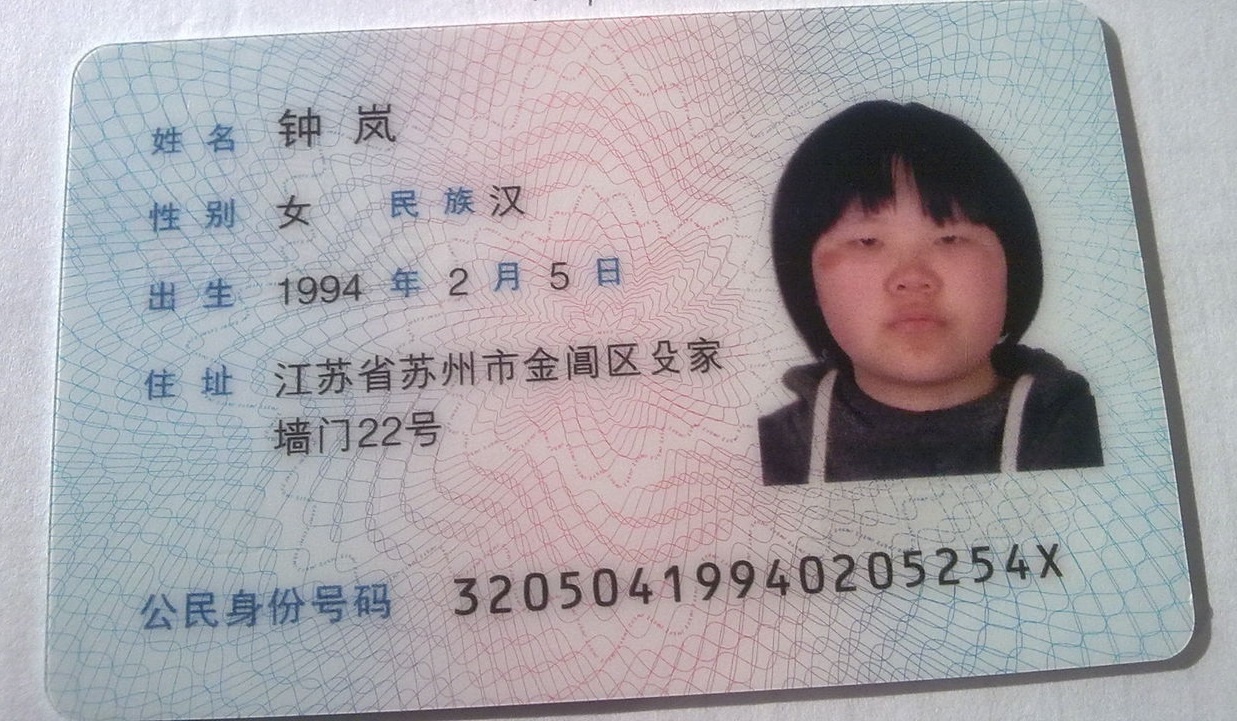 姓名 钟岚
性别 女 民族 汉
出生 1994 年 2 月 5 日
住址 江苏省苏州市金阊区殳家
墙门22号
公民身份号码 32050419940205254X